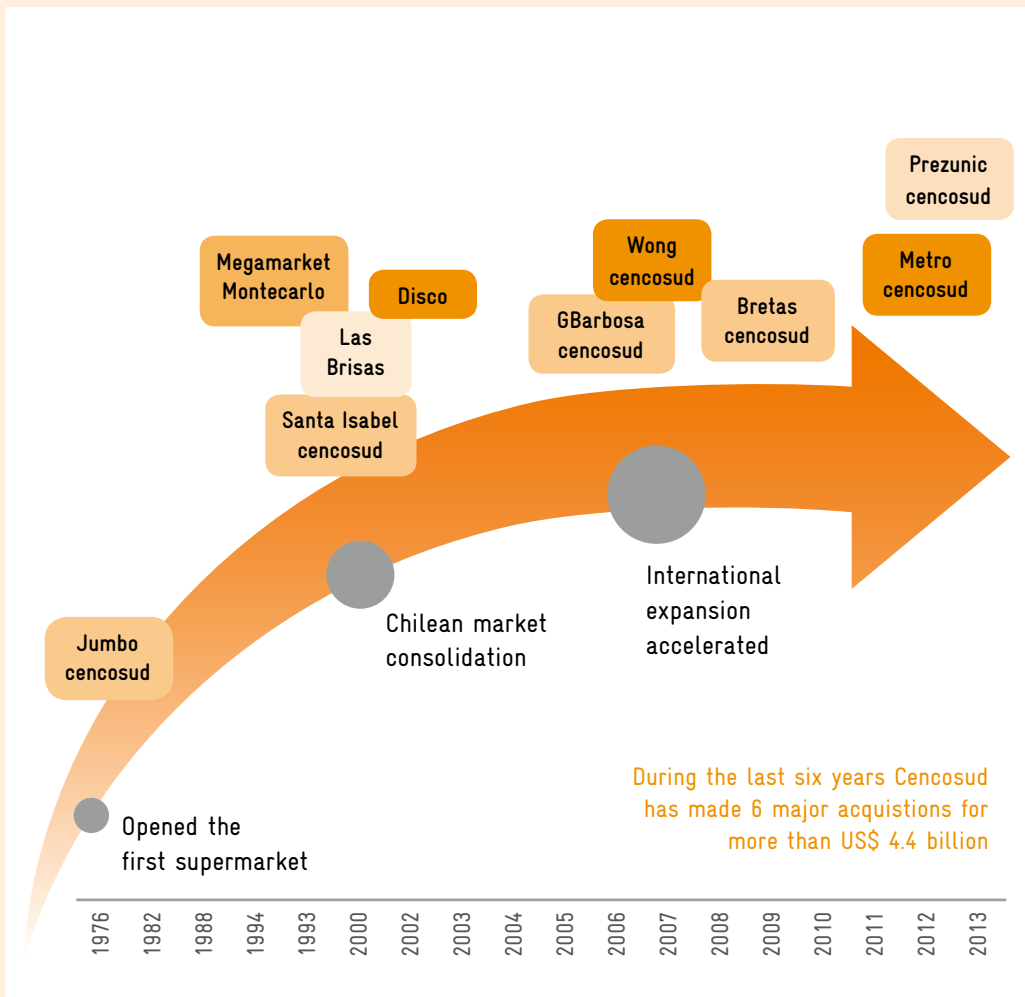 Prezunic
cencosud
Megamarket
Montecarlo
Disco
Wong
cencosud
Metro
cencosud
Las
Brisas
GBarbosa
cencosud
Bretas
cencosud
Santa Isabel
cencosud
International
expansion
accelerated
Chilean market
consolidation
Jumbo
cencosud
During the last six years Cencosud
has made 6 major acquistions for
more than US$ 4.4 billion
Opened the
first supermarket
1976
1982
1988
1994
1993
2000
2002
2003
2004
2005
2006
2007
2008
2009
2010
2011
2012
2013